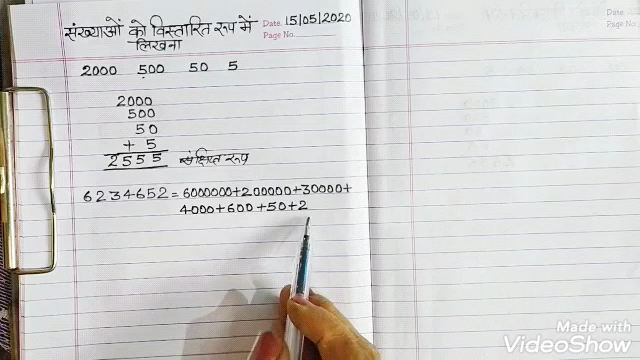 संख्याओं को विस्तारित रूप में
लिखना
Date 15/05/2020
Page No.
2000 500 50 5
2000
500
50
+ 5
2555 संक्षिप्त रूप
6234652 = 6000000+200000+30000+
4000+600+50+2
Made with
VideoShow